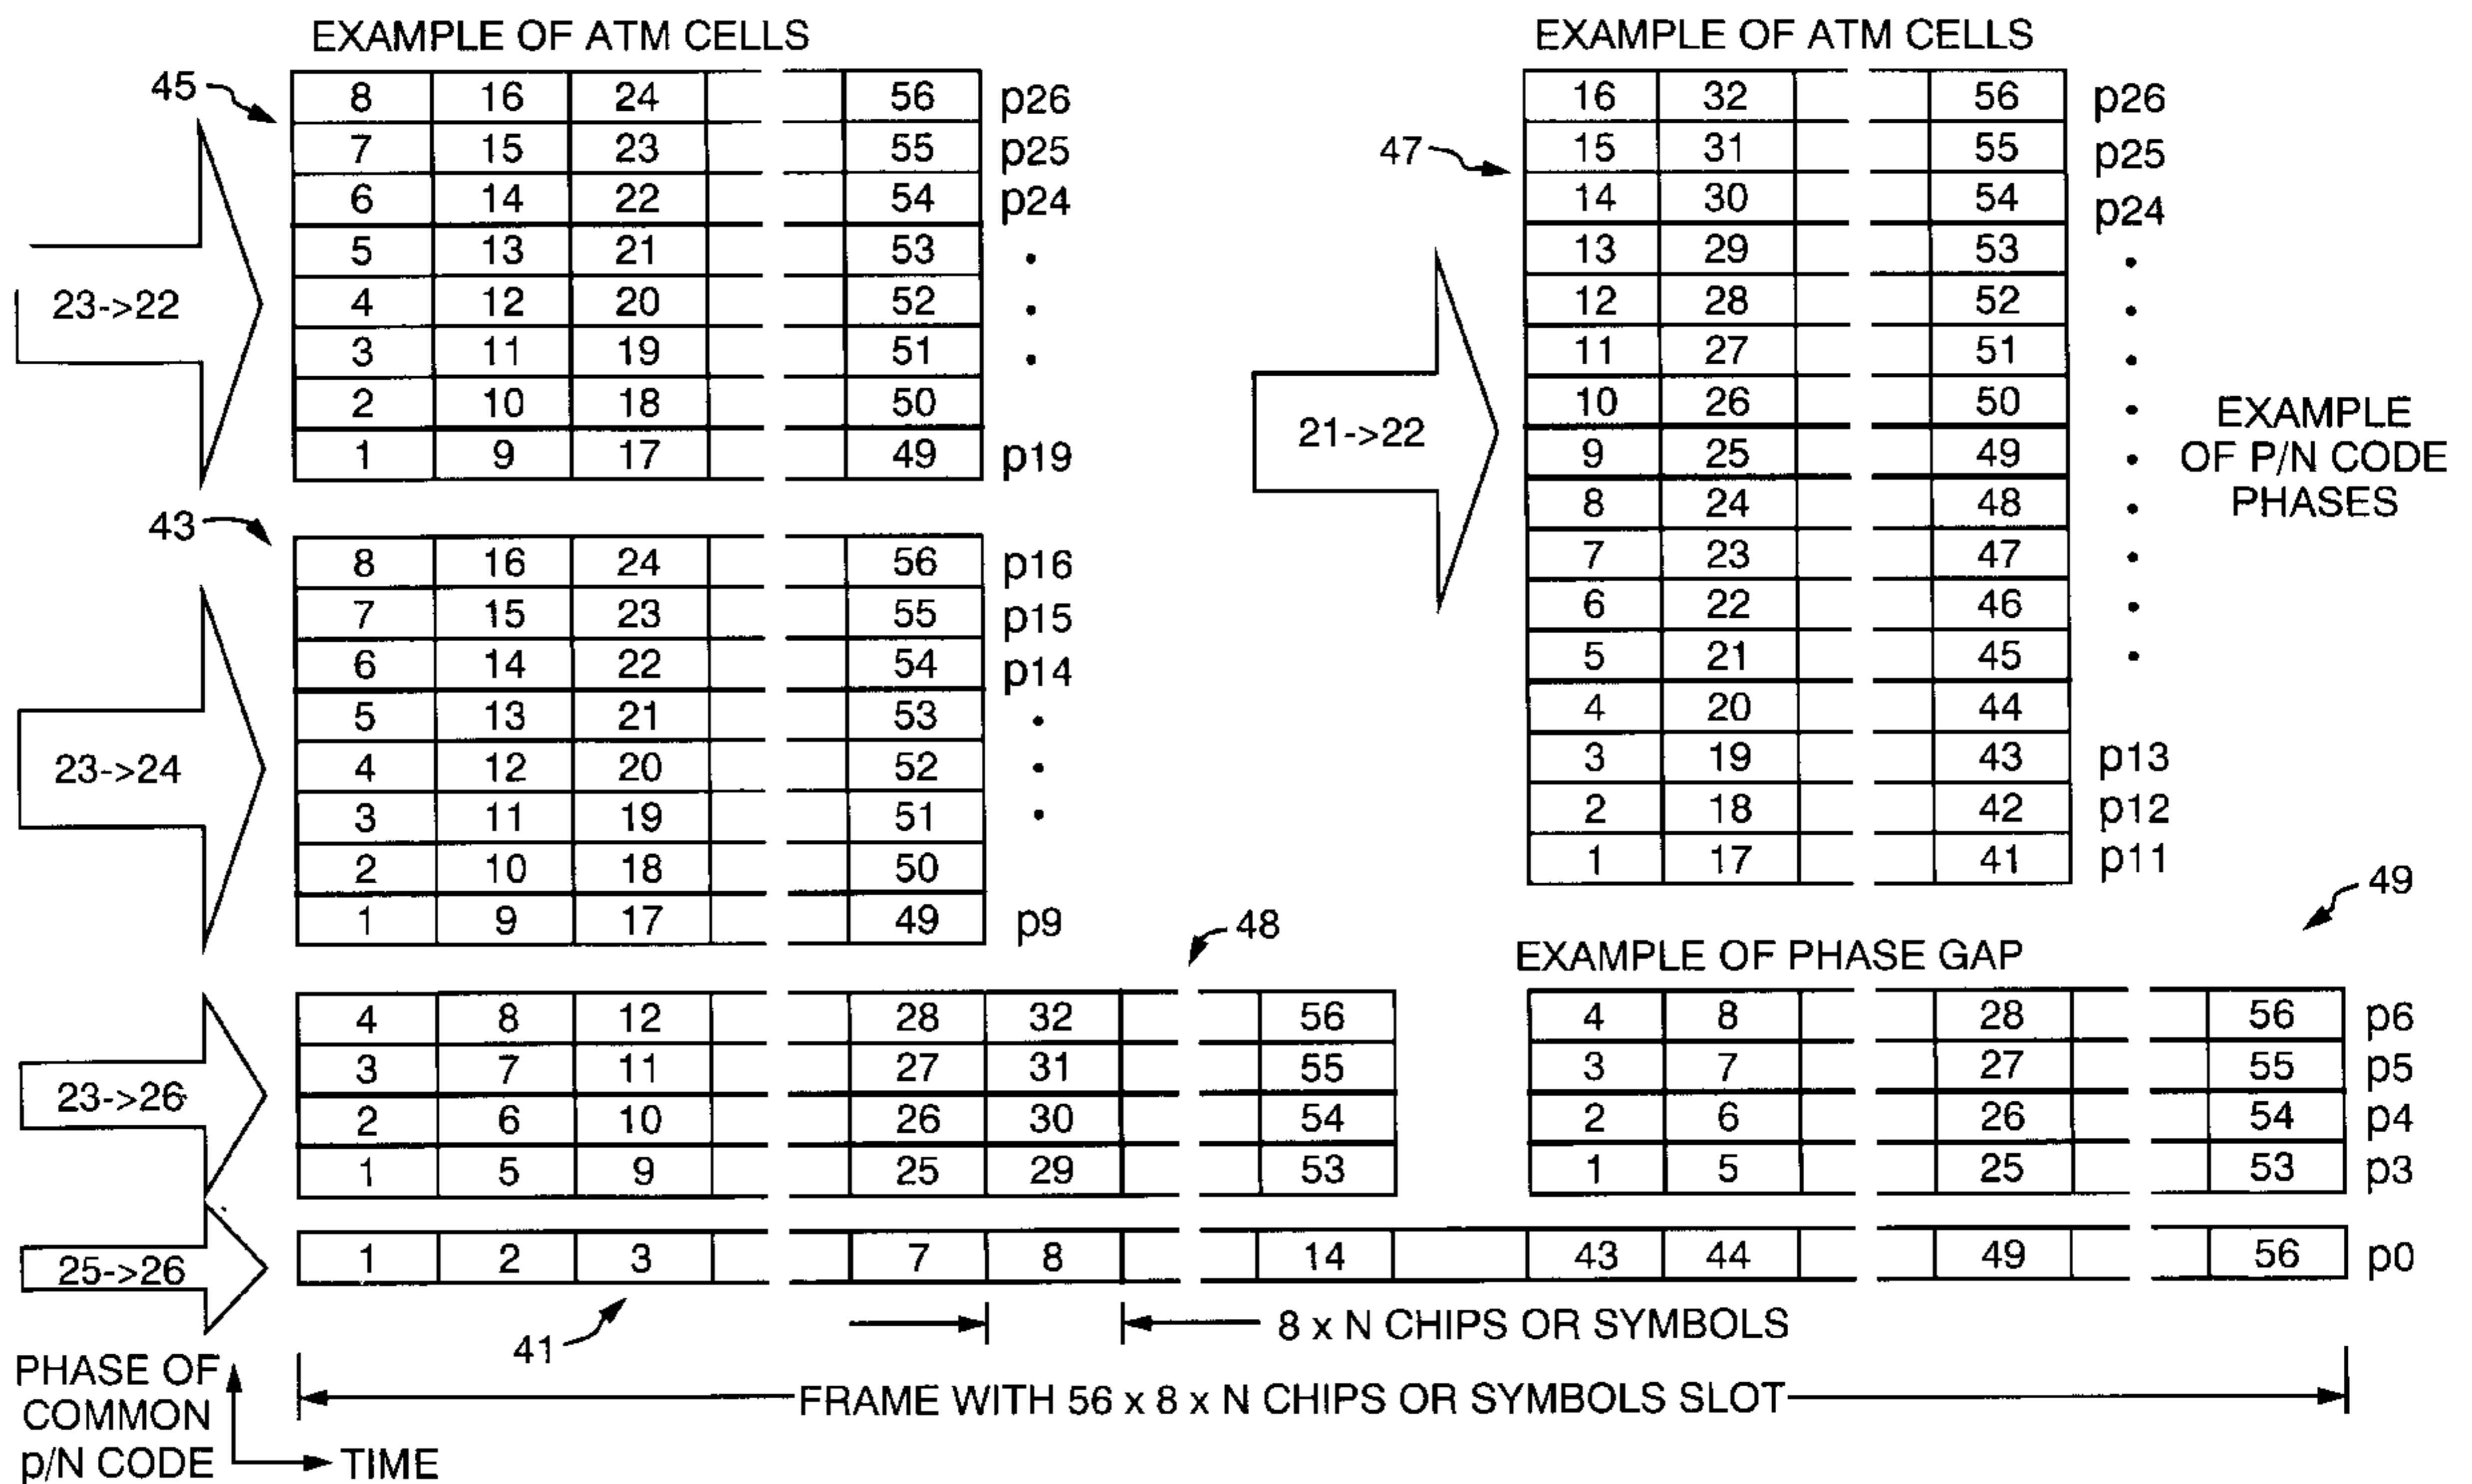 EXAMPLE OF ATM CELLS
45
8 16 24 56 p26
7 15 23 55 p25
6 14 22 54 p24
5 13 21 53
4 12 20 52
3 11 19 51
2 10 18 50
1 9 17 49 p19
23->22
43
8 16 24 56 p16
7 15 23 55 p15
6 14 22 54 p14
5 13 21 53
4 12 20 52
3 11 19 51
2 10 18 50
1 9 17 49 p9
23->24
EXAMPLE OF ATM CELLS
47
16 32 56 p26
15 31 55 p25
14 30 54 p24
13 29 53
12 28 52
11 27 51
10 26 50
9 25 49
8 24 48
7 23 47
6 22 46
5 21 45
4 20 44
3 19 43 p13
2 18 42 p12
1 17 41 p11
21->22
EXAMPLE
OF P/N CODE
PHASES
48
49
EXAMPLE OF PHASE GAP
4 8 12 28 32 56 4 8 28 56 p6
3 7 11 27 31 55 3 7 27 55 p5
2 6 10 26 30 54 2 6 26 54 p4
1 5 9 25 29 53 1 5 25 53 p3
23->26
25->26
1 2 3 7 8 14 43 44 49 56 p0
41
8 x N CHIPS OR SYMBOLS
FRAME WITH 56 x 8 x N CHIPS OR SYMBOLS SLOT
PHASE OF
COMMON
p/N CODE
TIME